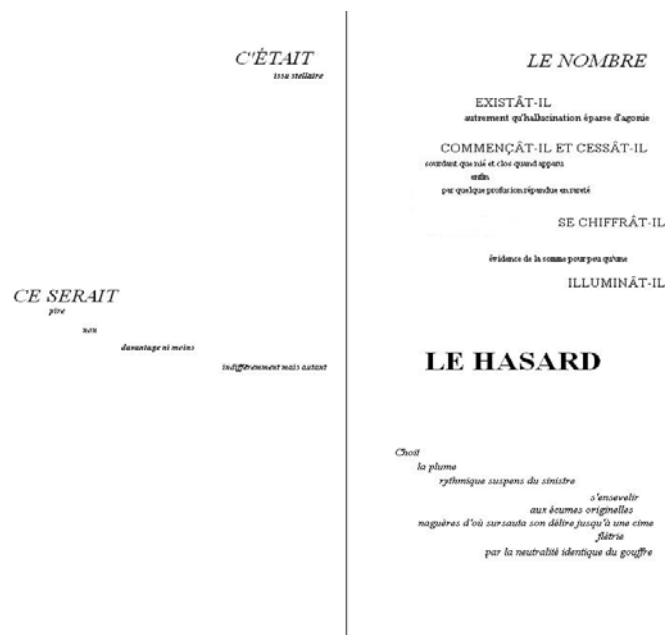 C'ÉTAIT
issu stellaire
CE SERAIT
pire
non
davantage ni moins
indifféremment mais autant
LE NOMBRE
EXISTÂT-IL
autrement qu'hallucination éparse d'agonie
COMMENÇÂT-IL ET CESSÂT-IL
sourdant que nié et clos quand apparu
enfin
par quelque profusion répandue en rareté
SE CHIFFRÂT-IL
évidence de la somme pour peu qu'une
ILLUMINÂT-IL
LE HASARD
Choit
la plume
rythmique suspens du sinistre
s'ensevelir
aux écumes originelles
naguères d'où sursauta son délire jusqu'à une cime
flétrie
par la neutralité identique du gouffre